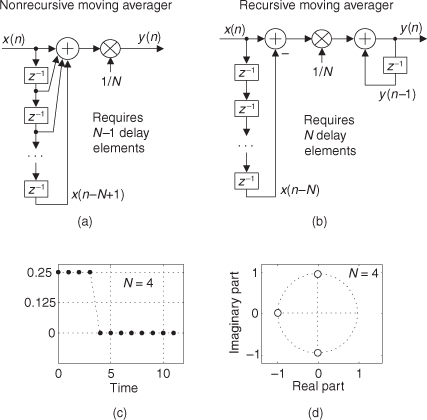 Nonrecursive moving averager
x(n)
y(n)
z⁻¹
1/N
z⁻¹
Requires
N–1 delay
elements
. . .
z⁻¹
x(n–N+1)
(a)
Recursive moving averager
x(n)
y(n)
–
z⁻¹
z⁻¹
1/N
y(n–1)
z⁻¹
Requires
N delay
elements
. . .
z⁻¹
x(n–N)
(b)
0.25
N = 4
0.125
0
0
5
10
Time
(c)
1
N = 4
Imaginary part
0
–1
–1
0
1
Real part
(d)